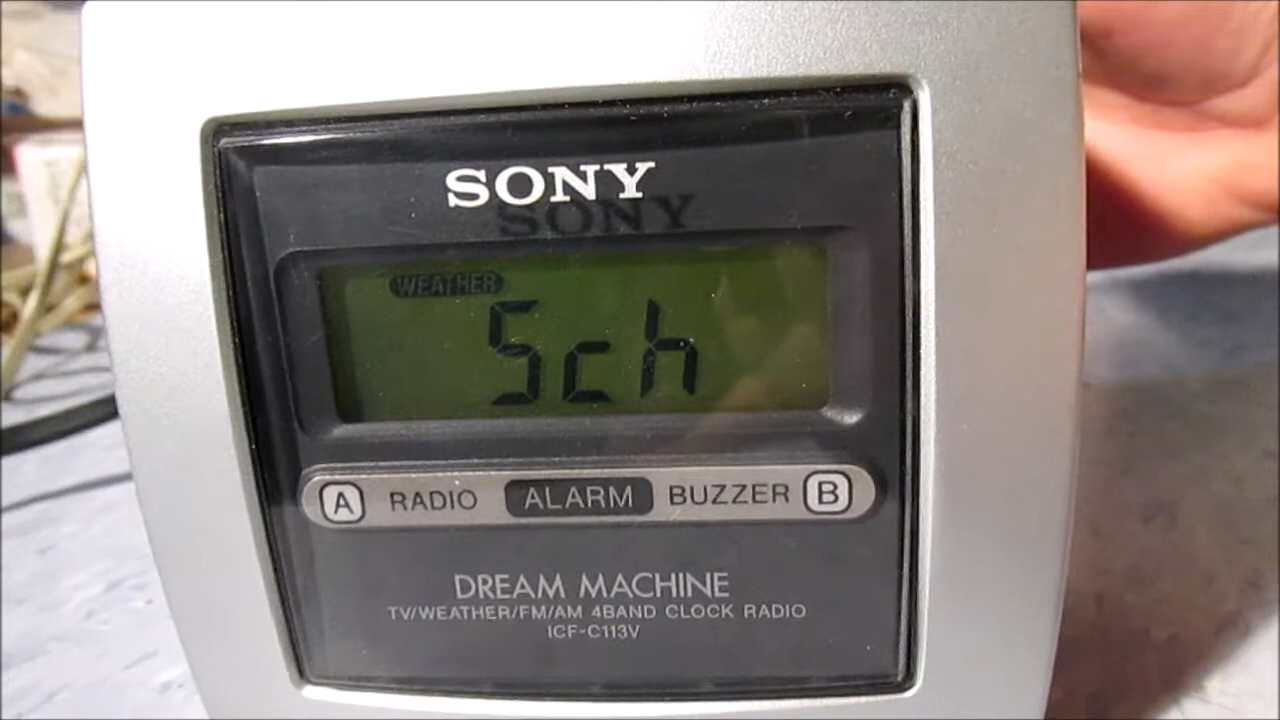 SONY
WEATHER
5ch
A RADIO ALARM BUZZER B
DREAM MACHINE
TV/WEATHER/FM/AM 4BAND CLOCK RADIO
ICF-C113V